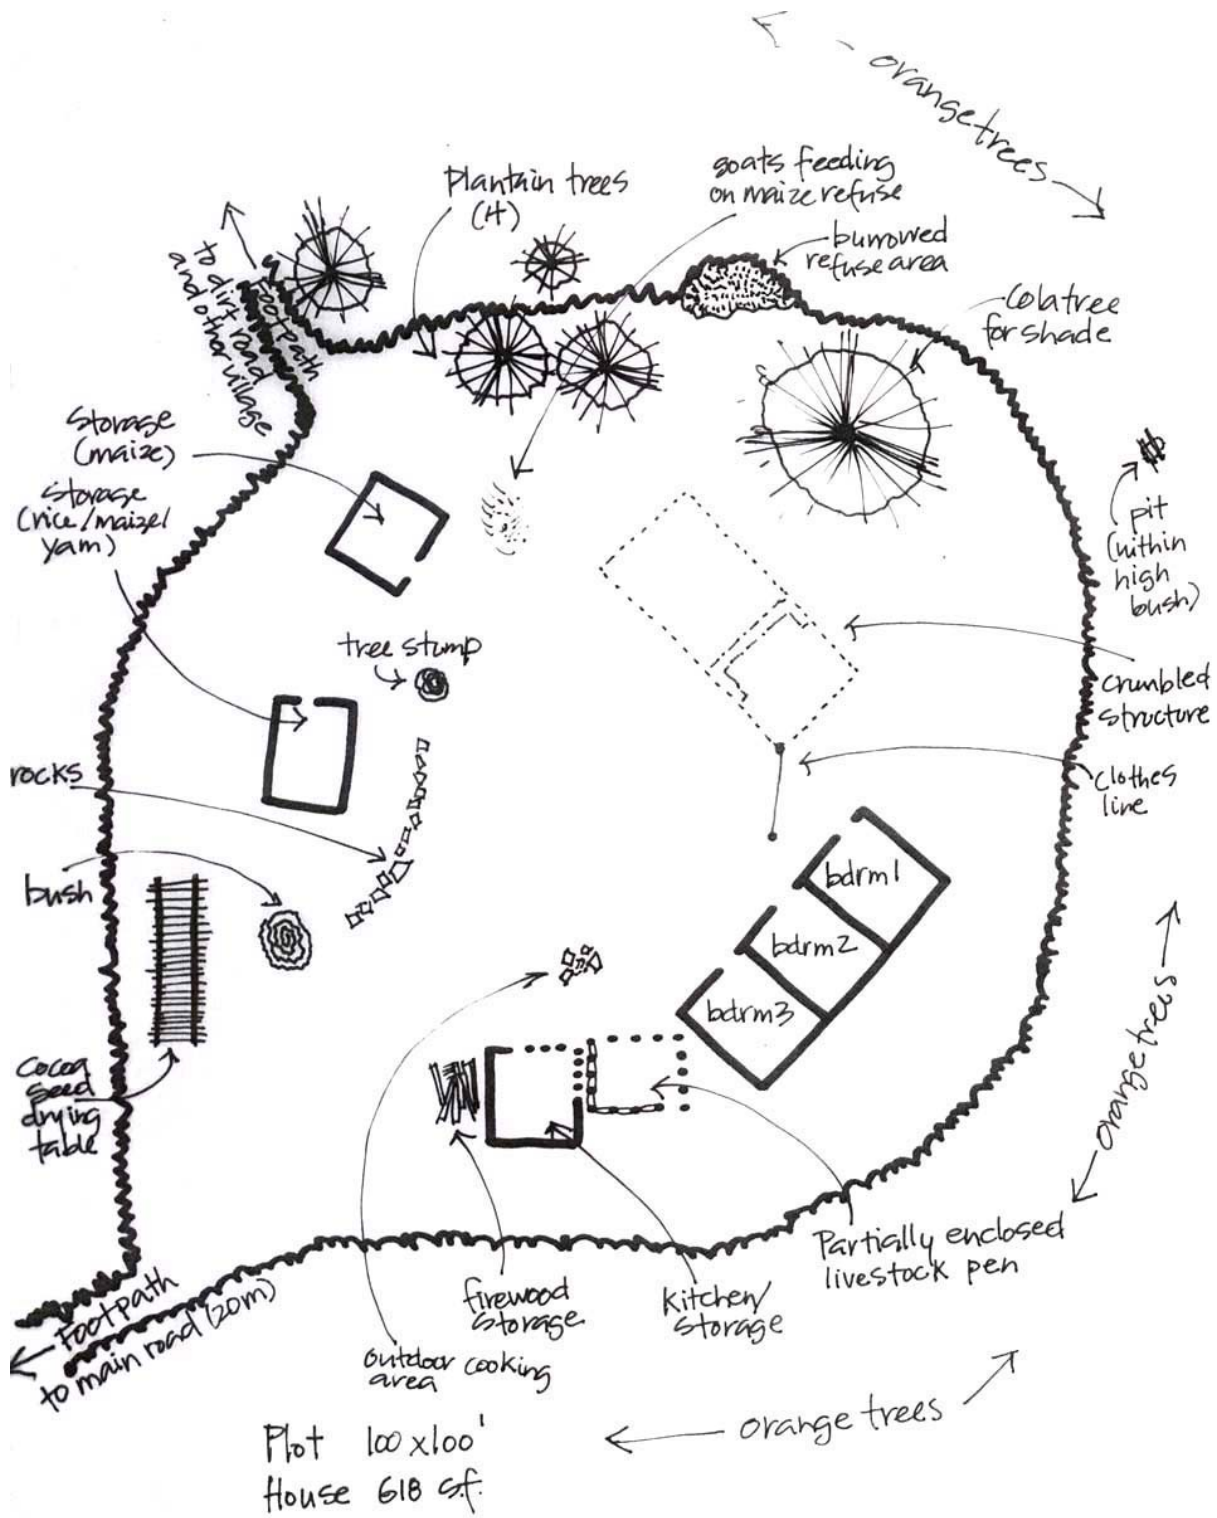 orange trees
goats feeding
on maize refuse
Plantain trees
(4)
burrowed
refuse area
Colatree
for shade
to dirt road
and other village
footpath
Storage
(maize)
Storage
(rice/maize/
yam)
pit
(within
high
bush)
tree stump
crumbled
structure
rocks
clothes
line
bush
bdrm1
bdrm2
bdrm3
orange trees
cocoa
seed
drying
table
Partially enclosed
livestock pen
Footpath
to main road (20m)
firewood
storage
kitchen/
storage
outdoor cooking
area
orange trees
Plot 100x100'
House 618 s.f.